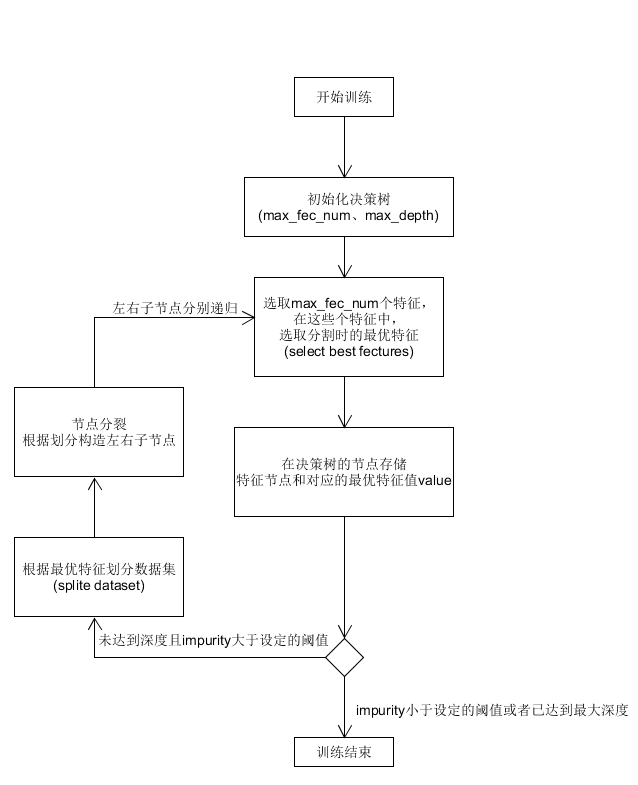 开始训练
初始化决策树
(max_fec_num、max_depth)
左右子节点分别递归
选取max_fec_num个特征，
在这些个特征中，
选取分割时的最优特征
(select best fectures)
节点分裂
根据划分构造左右子节点
在决策树的节点存储
特征节点和对应的最优特征值value
根据最优特征划分数据集
(splite dataset)
未达到深度且impurity大于设定的阈值
impurity小于设定的阈值或者已达到最大深度
训练结束